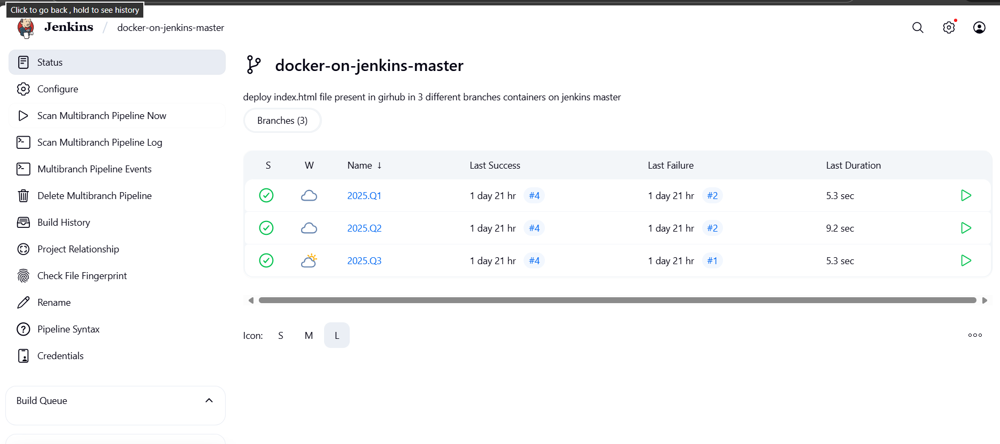 Click to go back , hold to see history
Jenkins / docker-on-jenkins-master
Status
Configure
Scan Multibranch Pipeline Now
Scan Multibranch Pipeline Log
Multibranch Pipeline Events
Delete Multibranch Pipeline
Build History
Project Relationship
Check File Fingerprint
Rename
Pipeline Syntax
Credentials
Build Queue
docker-on-jenkins-master
deploy index.html file present in girhub in 3 different branches containers on jenkins master
Branches (3)
S W Name ↓ Last Success Last Failure Last Duration
2025.Q1 1 day 21 hr #4 1 day 21 hr #2 5.3 sec
2025.Q2 1 day 21 hr #4 1 day 21 hr #2 9.2 sec
2025.Q3 1 day 21 hr #4 1 day 21 hr #1 5.3 sec
Icon: S M L